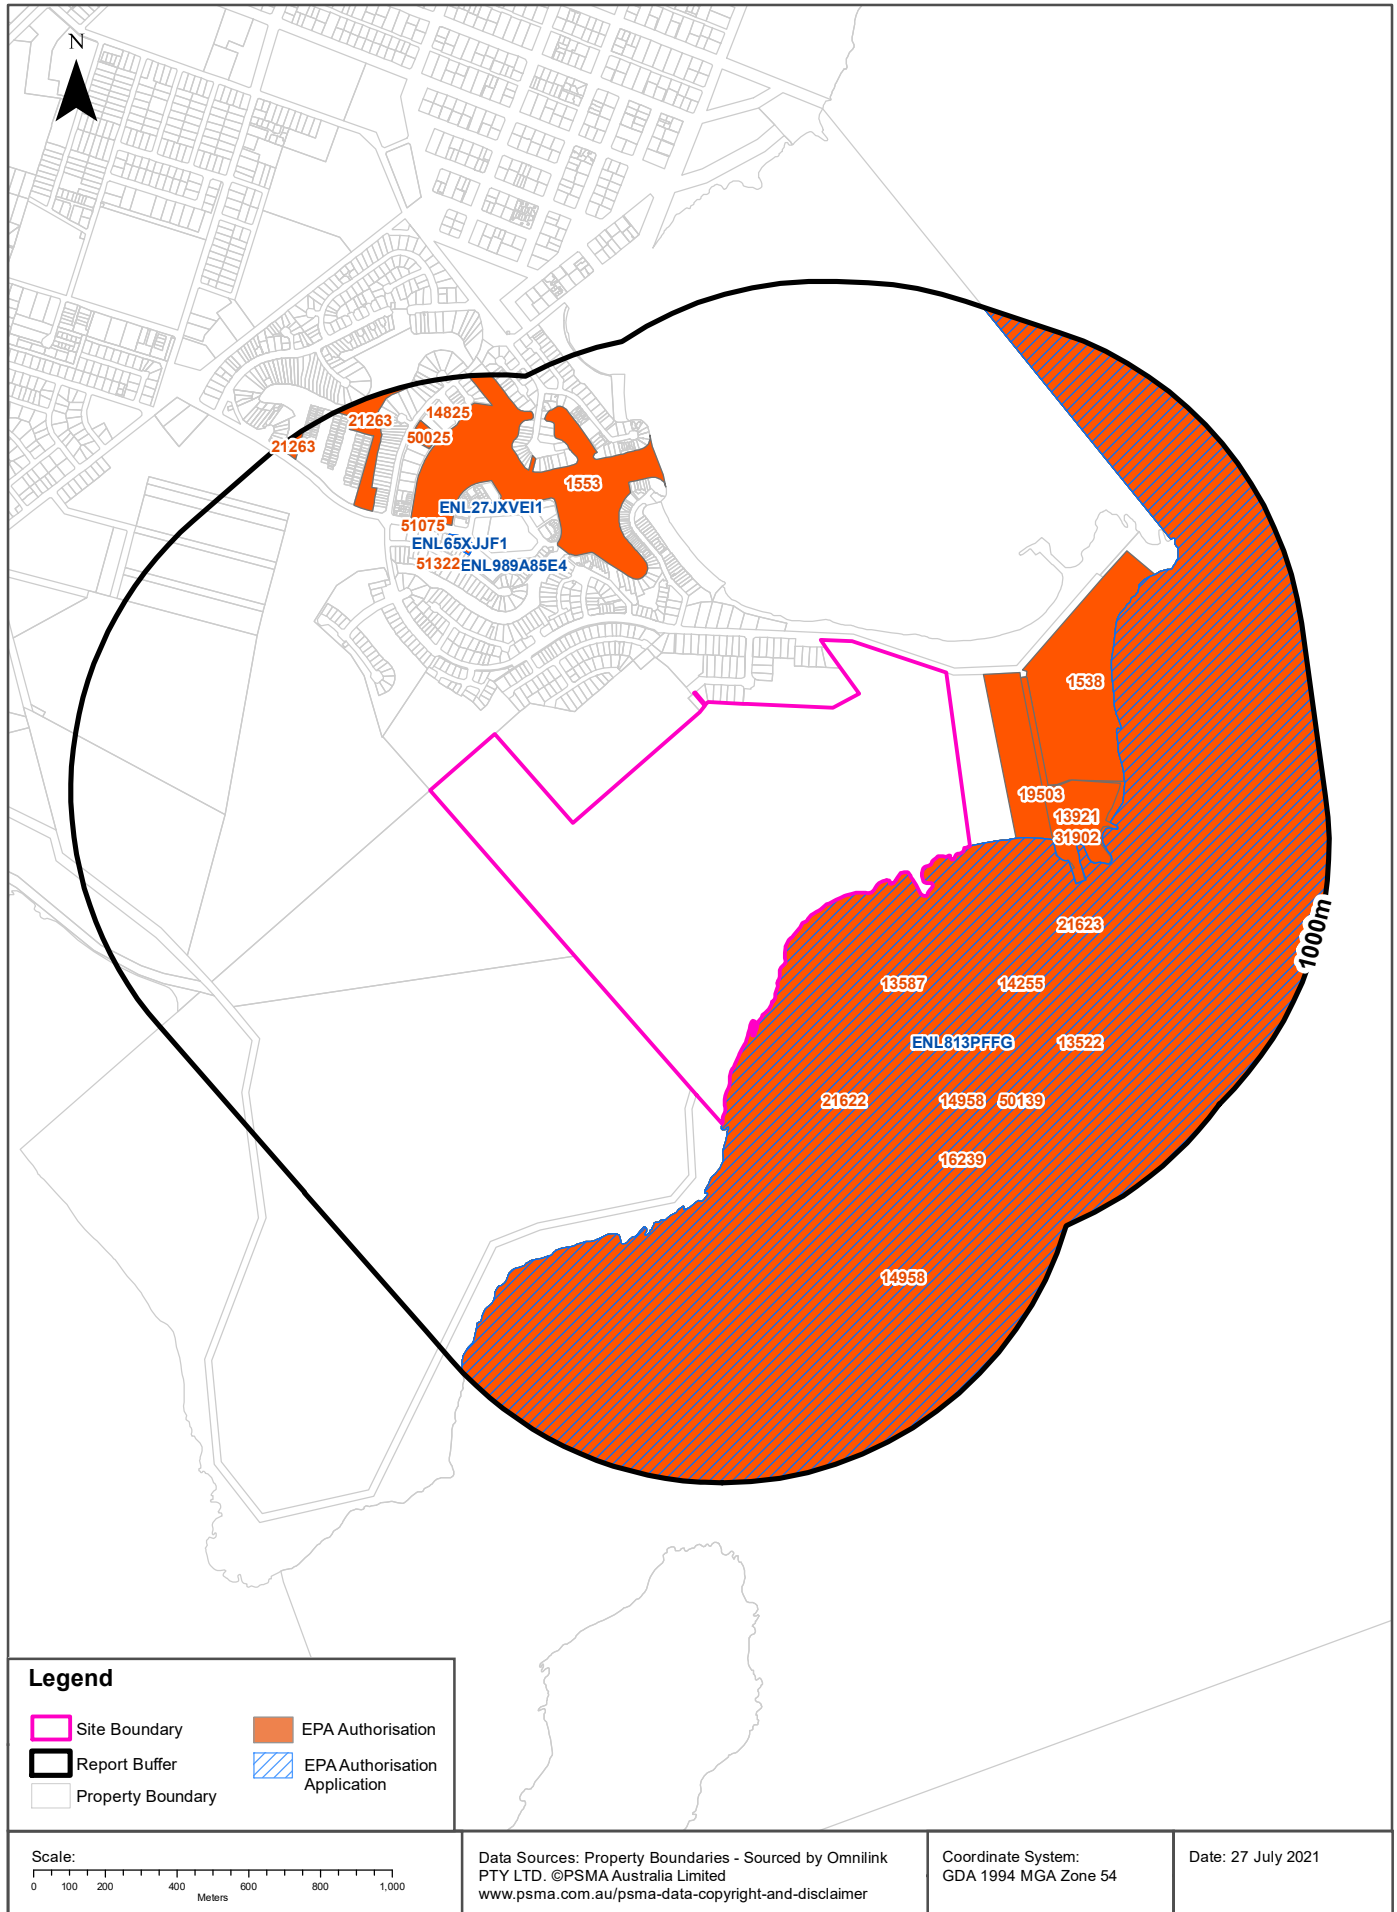 N
14825
21263
50025
21263
1553
ENL27JXVEI1
51075
ENL65XJJF1
51322
ENL989A85E4
1538
19503
13921
31902
21623
1000m
13587
14255
ENL813PFFG
13522
21622
14958
50139
16239
14958
Legend
Site Boundary
EPA Authorisation
Report Buffer
EPA Authorisation
Application
Property Boundary
Scale:
0 100 200 400 600 800 1,000
Meters
Data Sources: Property Boundaries - Sourced by Omnilink
PTY LTD. ©PSMA Australia Limited
www.psma.com.au/psma-data-copyright-and-disclaimer
Coordinate System:
GDA 1994 MGA Zone 54
Date: 27 July 2021